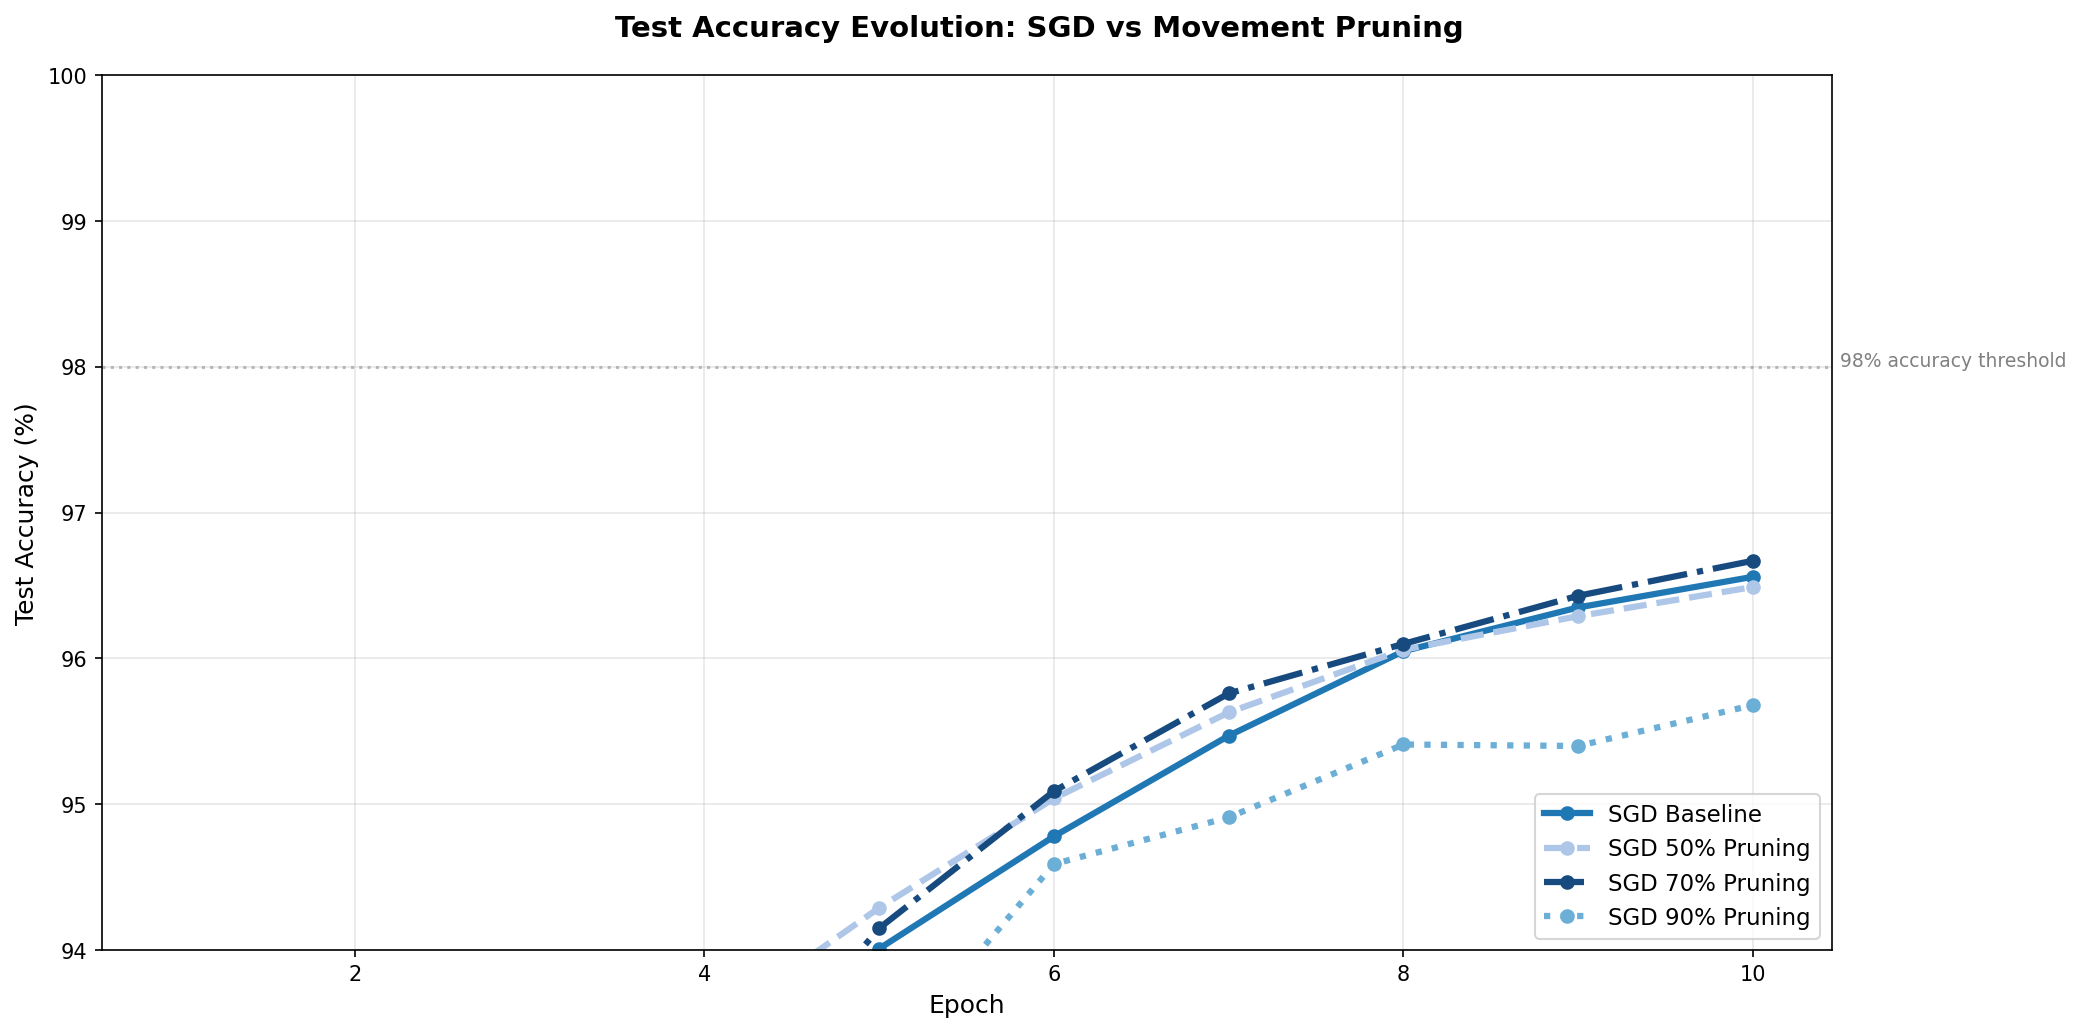 Test Accuracy Evolution: SGD vs Movement Pruning
100
99
98
97
96
95
94
Test Accuracy (%)
98% accuracy threshold
SGD Baseline
SGD 50% Pruning
SGD 70% Pruning
SGD 90% Pruning
2 4 6 8 10
Epoch